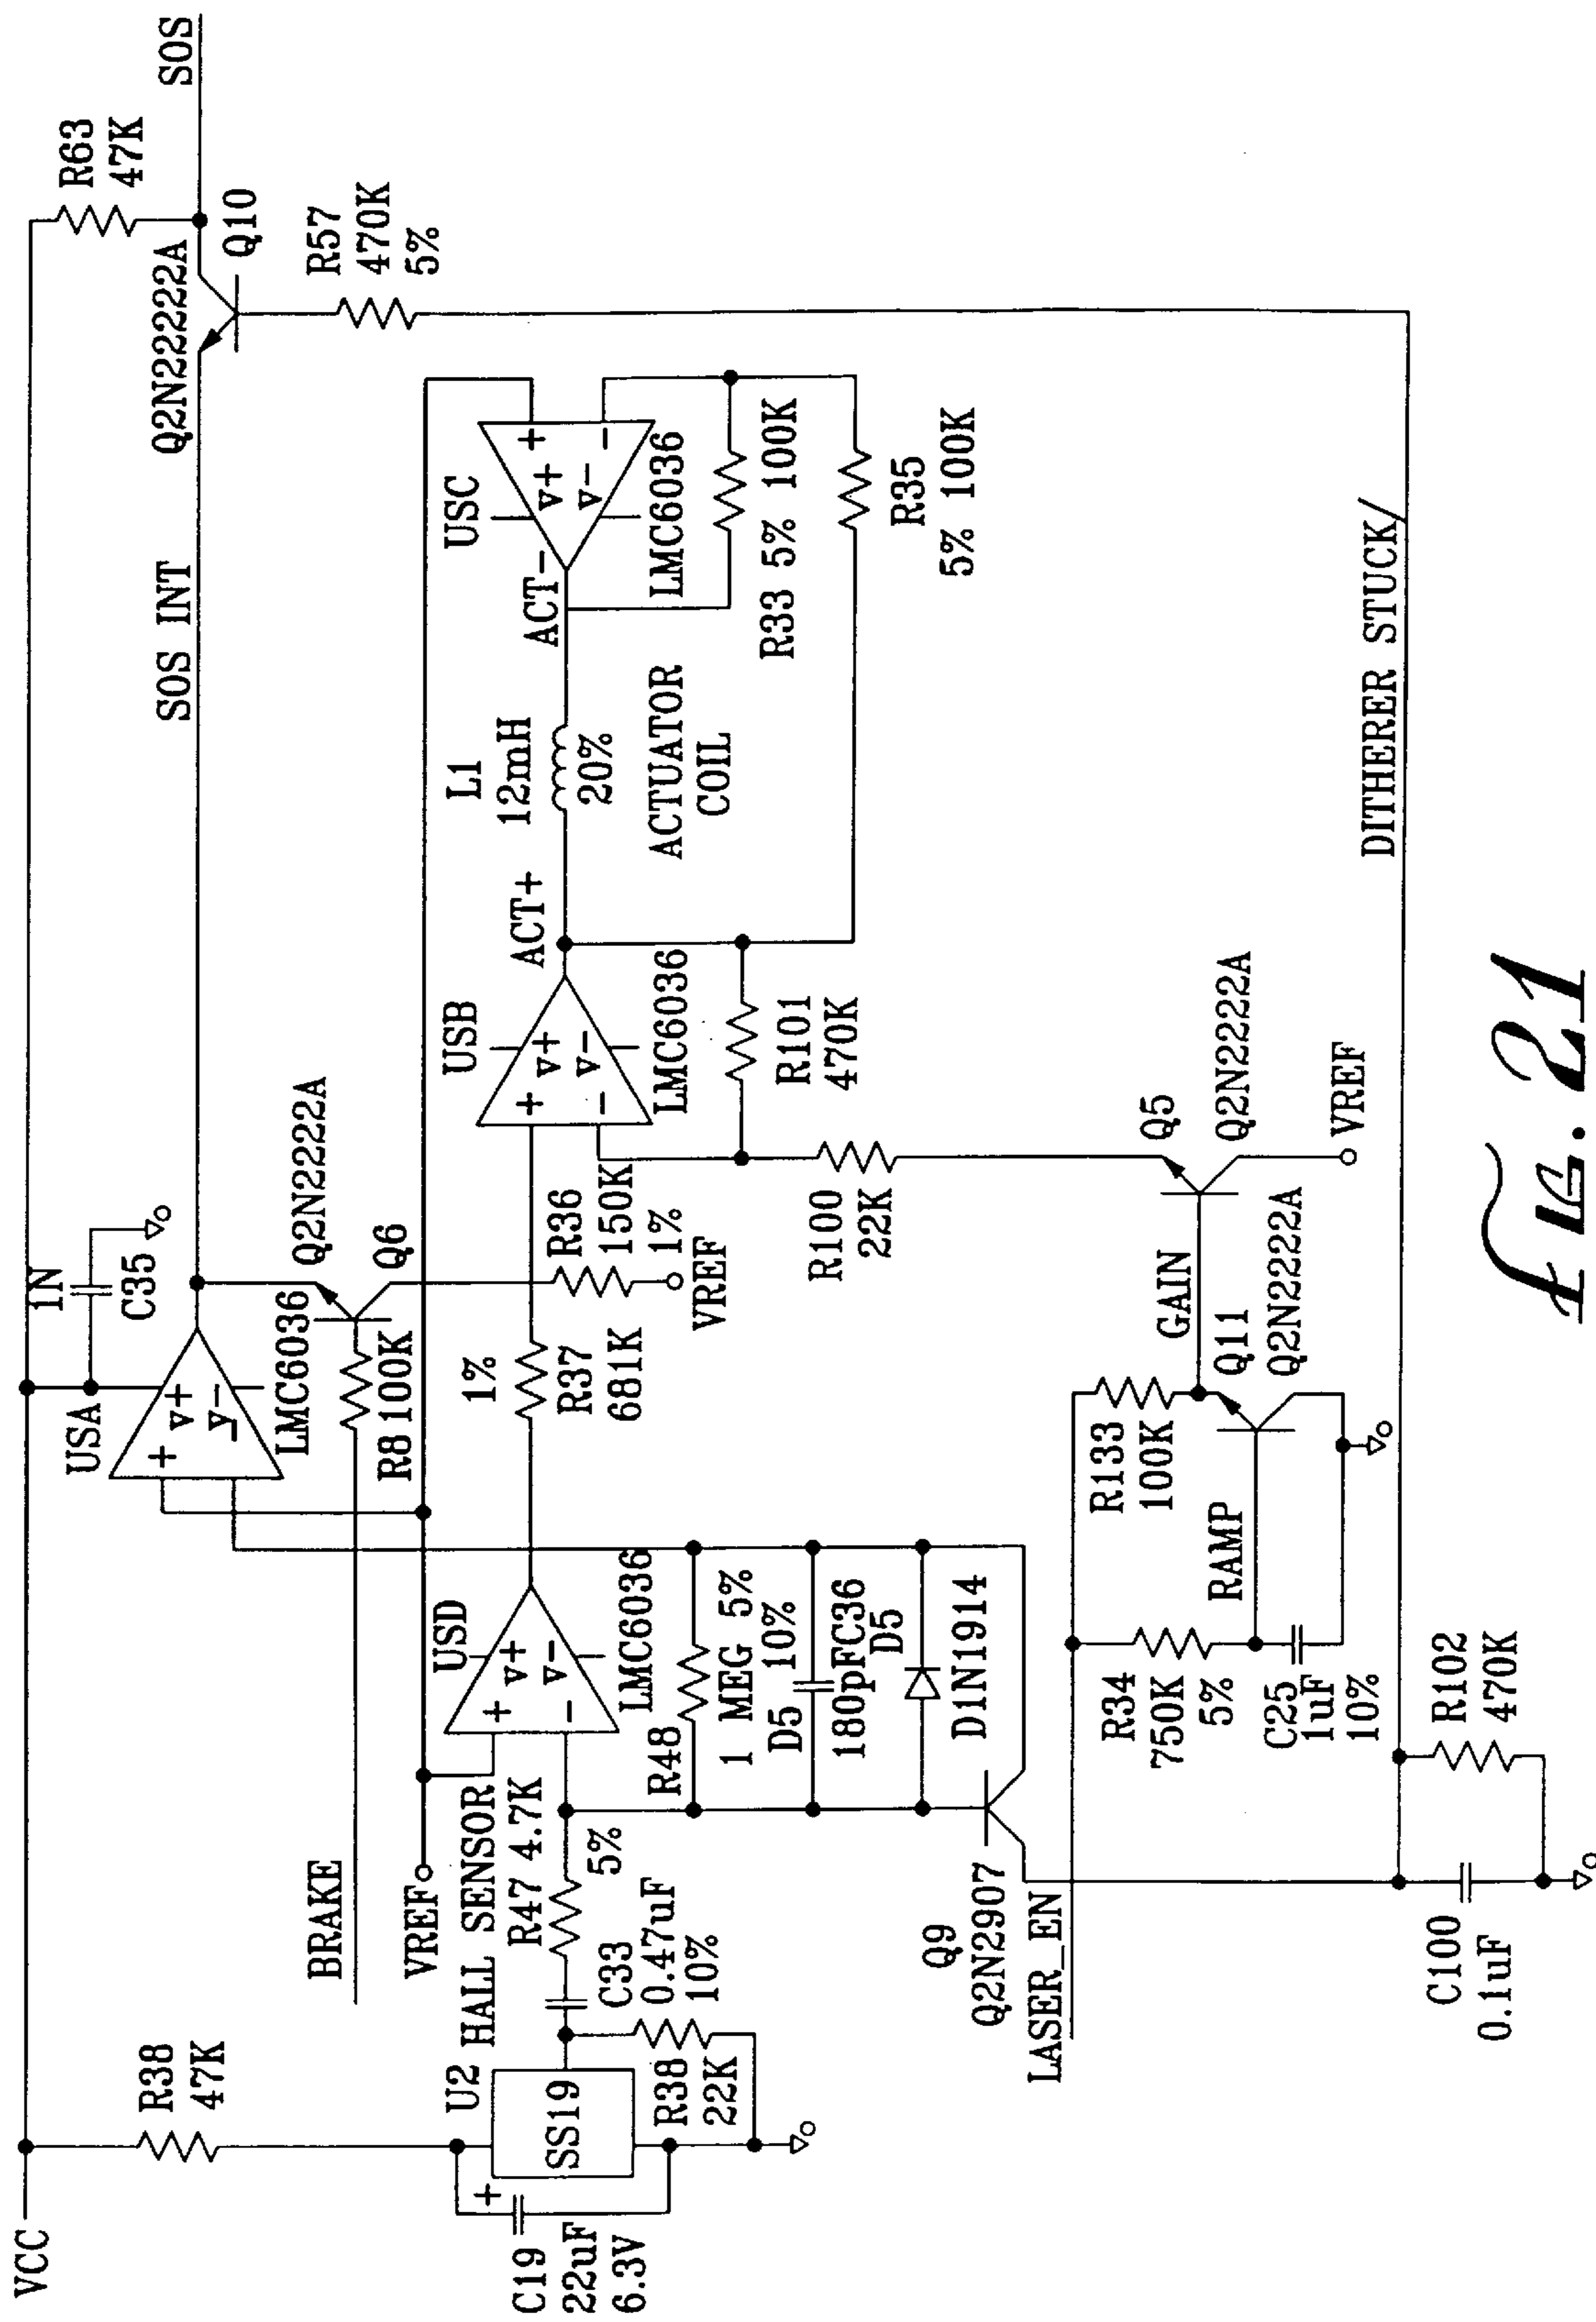 VCC
R38
47K
C19
22uF
6.3V
+
U2
HALL SENSOR
SS19
R38
22K
C33
0.47uF
10%
R47 4.7K
5%
BRAKE
VREF
USD
+
-
v+
v-
LMC6036
R48
1 MEG 5%
D5 10%
180pFC36
D5
D1N1914
Q9
Q2N2907
LASER_EN
USA
+
-
v+
v-
LMC6036
1N
C35
R8 100K
Q2N2222A
Q6
1%
R37
681K
R36
150K
1%
VREF
SOS INT
USB
+
-
v+
v-
LMC6036
R101
470K
R100
22K
ACT+
L1
12mH
20%
ACTUATOR
COIL
ACT-
USC
+
-
v+
v-
LMC6036
R33 5% 100K
R35
5% 100K
Q2N2222A
Q10
R63
47K
SOS
R57
470K
5%
R34
750K
5%
C25
1uF
10%
RAMP
R133
100K
GAIN
Q11
Q2N2222A
Q5
Q2N2222A
VREF
DITHERER STUCK/
C100
0.1uF
R102
470K
FIG. 21